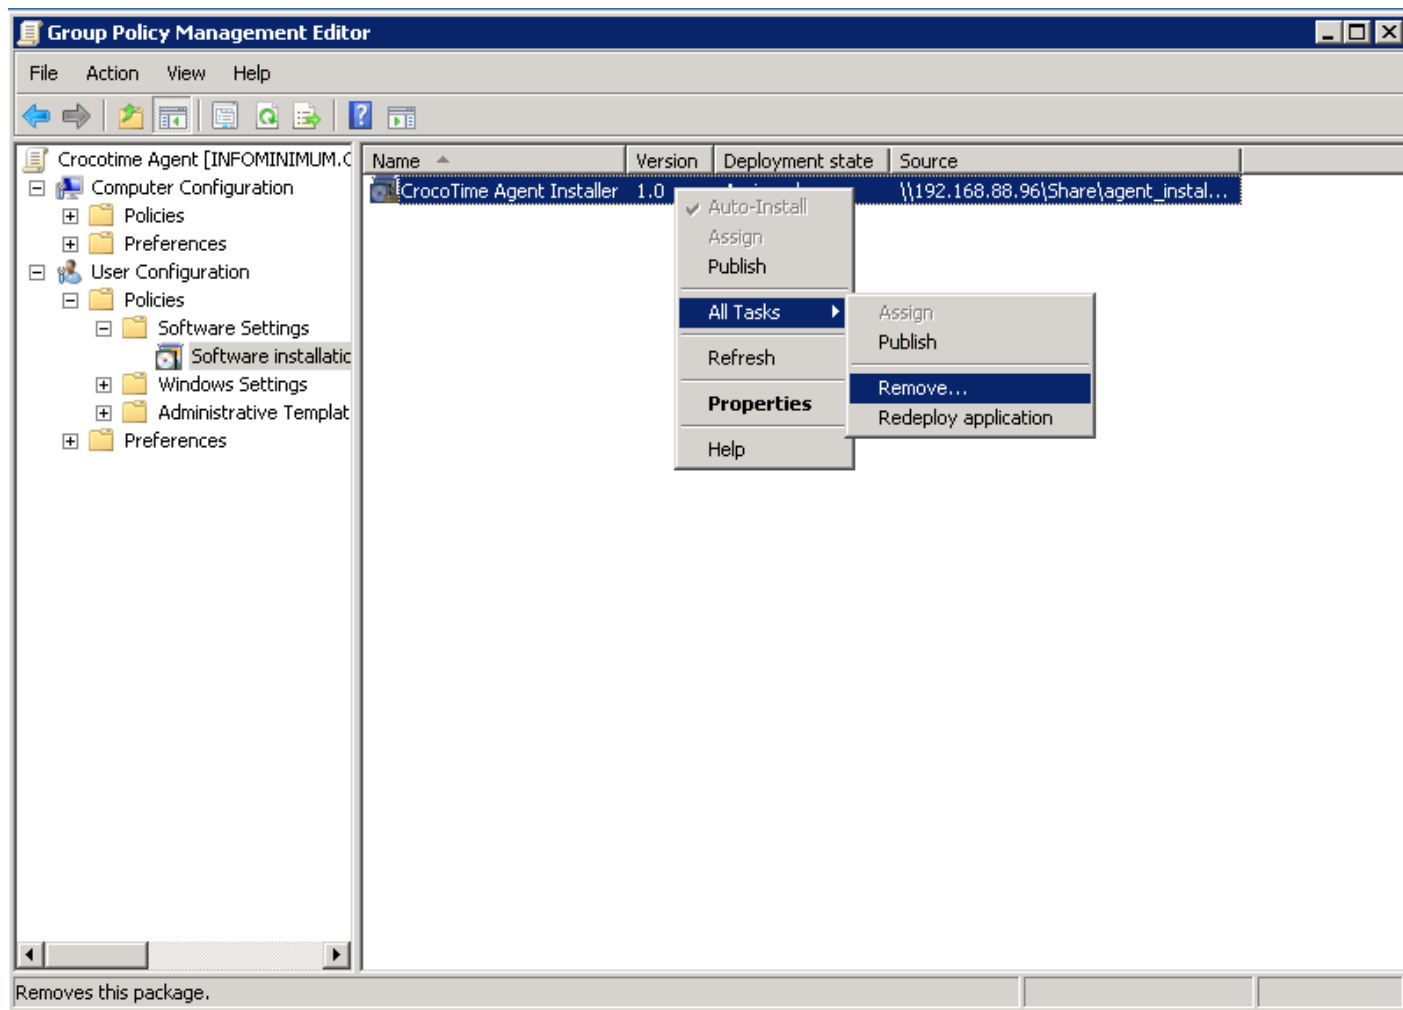 Group Policy Management Editor
File Action View Help
Crocotime Agent [INFOMINIMUM.C
Computer Configuration
Policies
Preferences
User Configuration
Policies
Software Settings
Software installatic
Windows Settings
Administrative Templat
Preferences
Name Version Deployment state Source
CrocoTime Agent Installer 1.0 \\192.168.88.96\Share\agent_instal...
Auto-Install
Assign
Publish
All Tasks
Refresh
Properties
Help
Assign
Publish
Remove...
Redeploy application
Removes this package.